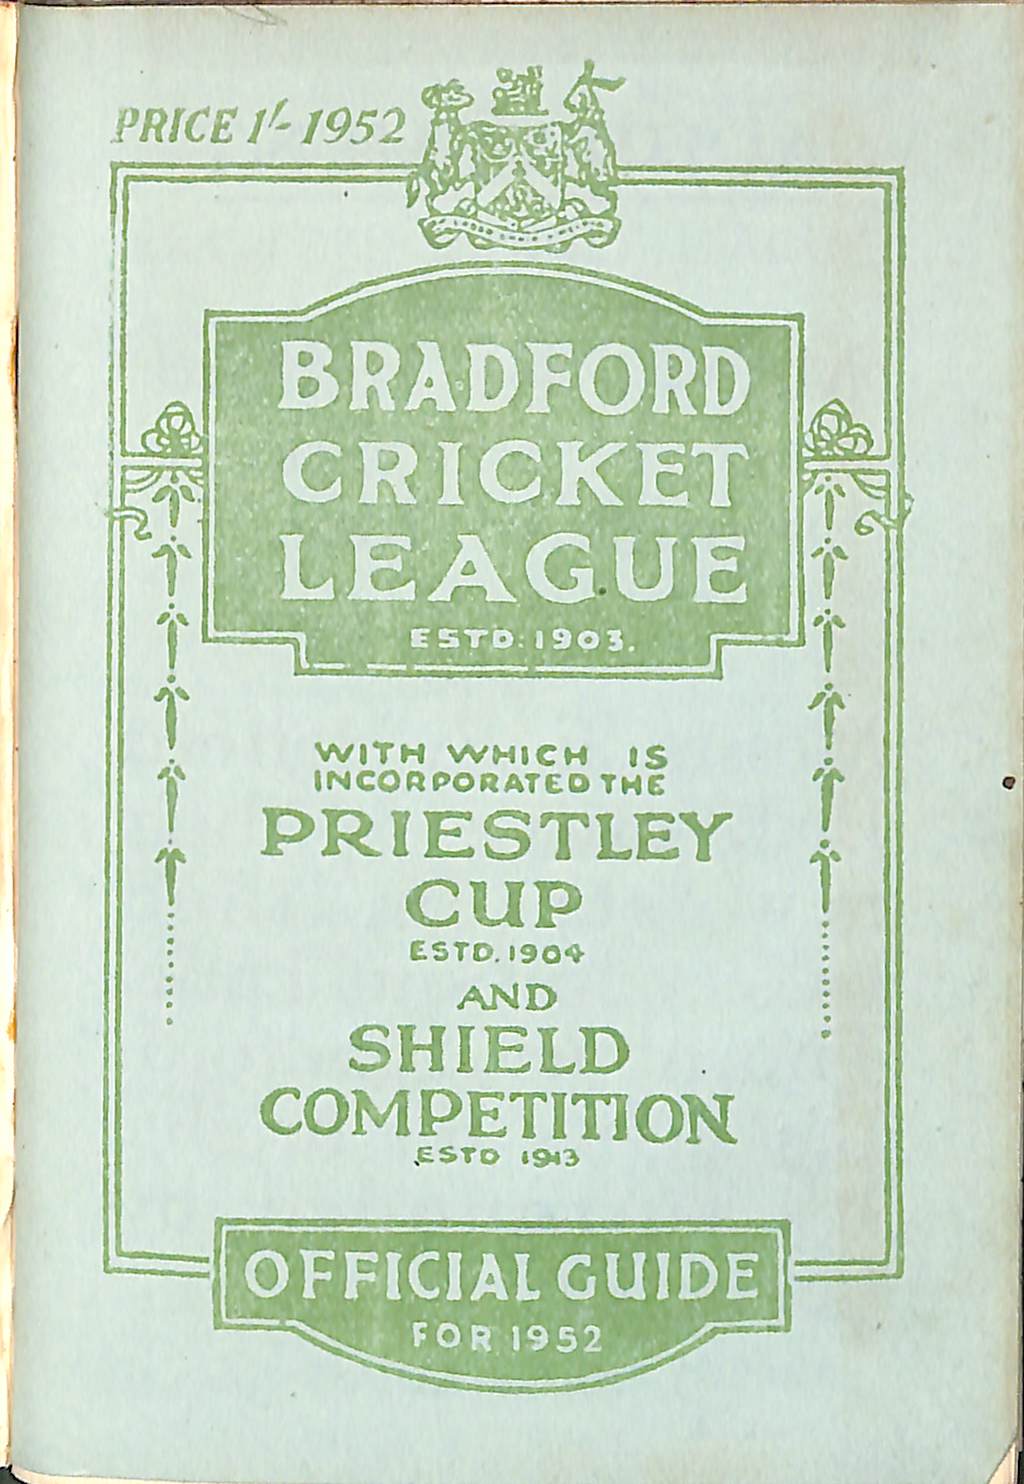 PRICE 1/- 1952
BRADFORD
CRICKET
LEAGUE
ESTD. 1903.
WITH WHICH IS
INCORPORATED THE
PRIESTLEY
CUP
ESTD. 1904
AND
SHIELD
COMPETITION
ESTD 1913
OFFICIAL GUIDE
FOR 1952